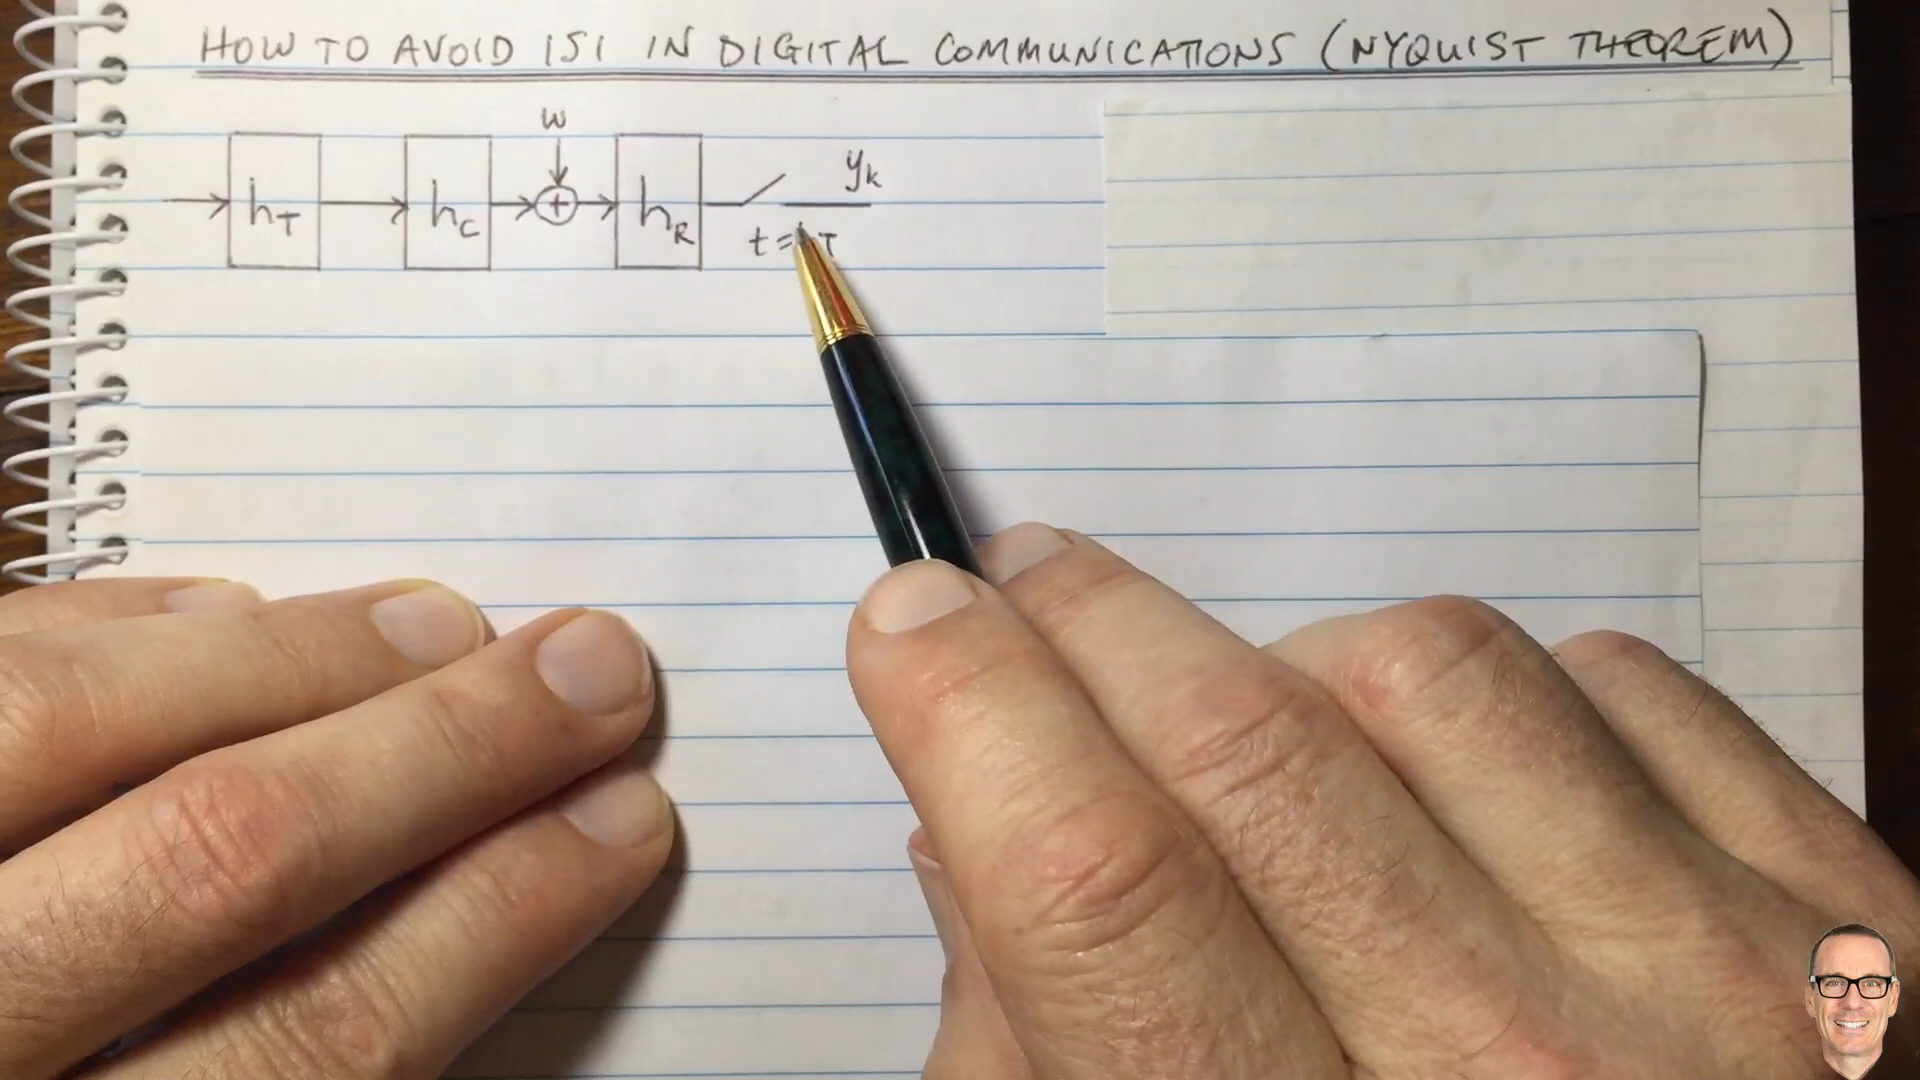 HOW TO AVOID ISI IN DIGITAL COMMUNICATIONS (NYQUIST THEOREM)
w
hT hC + hR yk
t = T